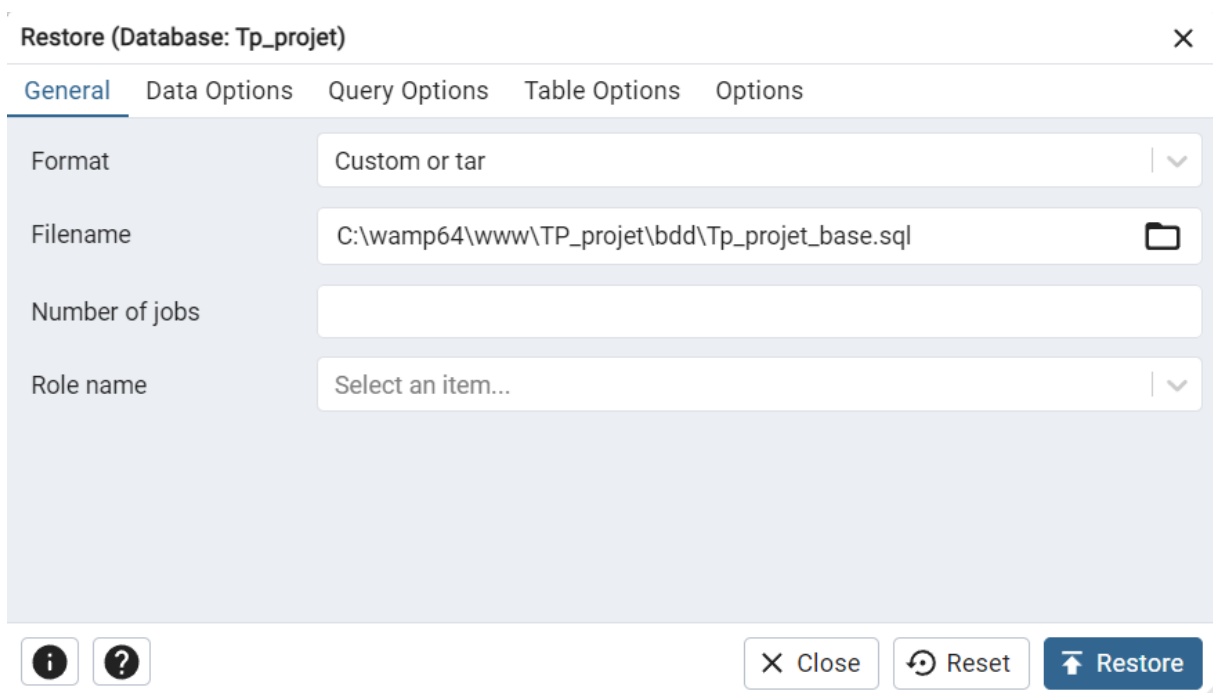 Restore (Database: Tp_projet)
General Data Options Query Options Table Options Options
Format Custom or tar
Filename C:\wamp64\www\TP_projet\bdd\Tp_projet_base.sql
Number of jobs
Role name Select an item...
Close Reset Restore